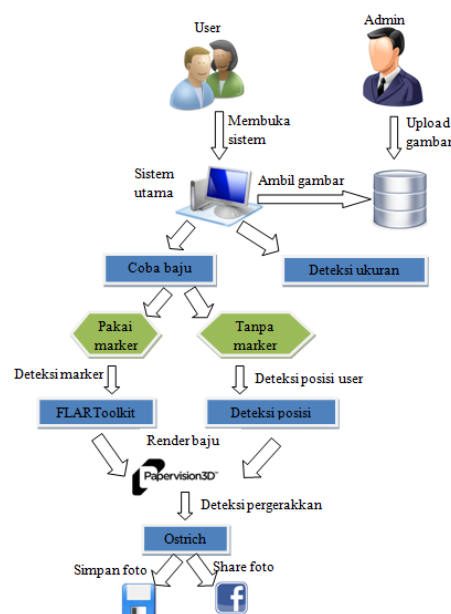 User
Admin
Membuka
sistem
Upload
gambar
Sistem
utama
Ambil gambar
Coba baju
Deteksi ukuran
Pakai
marker
Tanpa
marker
Deteksi marker
Deteksi posisi user
FLARToolkit
Deteksi posisi
Render baju
Papervision3D™
Deteksi pergerakkan
Ostrich
Simpan foto
Share foto